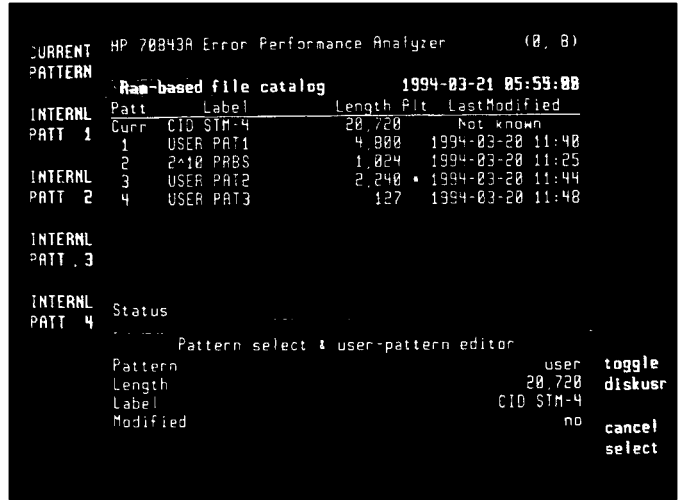 HP 70843A Error Performance Analyzer (0, 8)
CURRENT
PATTERN
Ram-based file catalog 1994-03-21 05:55:00
Patt Label Length Alt LastModified
Curr CID STM-4 20,720 Not known
1 USER PAT1 4,800 1994-03-20 11:40
2 2^10 PRBS 1,024 1994-03-20 11:25
3 USER PAT2 2,240 * 1994-03-20 11:44
4 USER PAT3 127 1994-03-20 11:48
INTERNL
PATT 1
INTERNL
PATT 2
INTERNL
PATT 3
INTERNL
PATT 4
Status
Pattern select & user-pattern editor
Pattern user
Length 20,720
Label CID STM-4
Modified no
toggle
diskusr
cancel
select